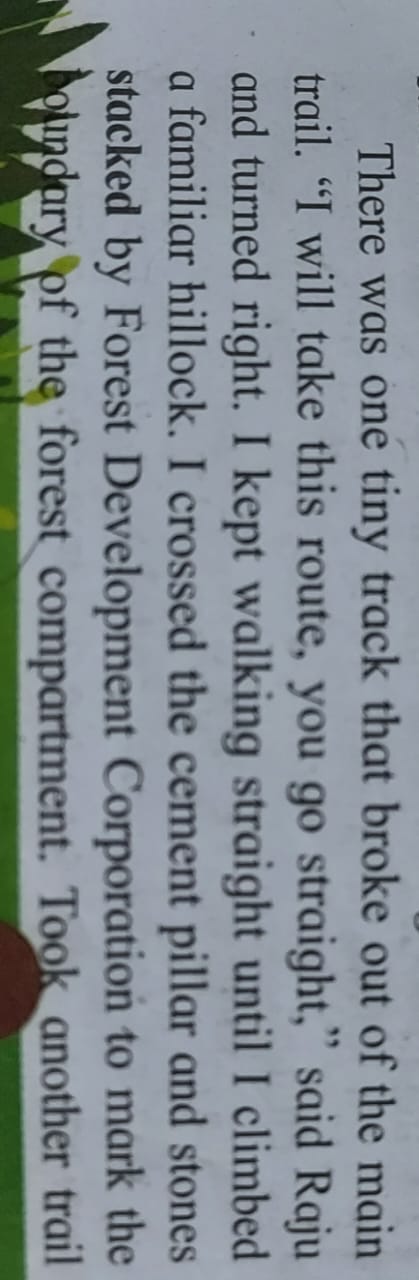 There was one tiny track that broke out of the main
trail. “I will take this route, you go straight,” said Raju
and turned right. I kept walking straight until I climbed
a familiar hillock. I crossed the cement pillar and stones
stacked by Forest Development Corporation to mark the
boundary of the forest compartment. Took another trail